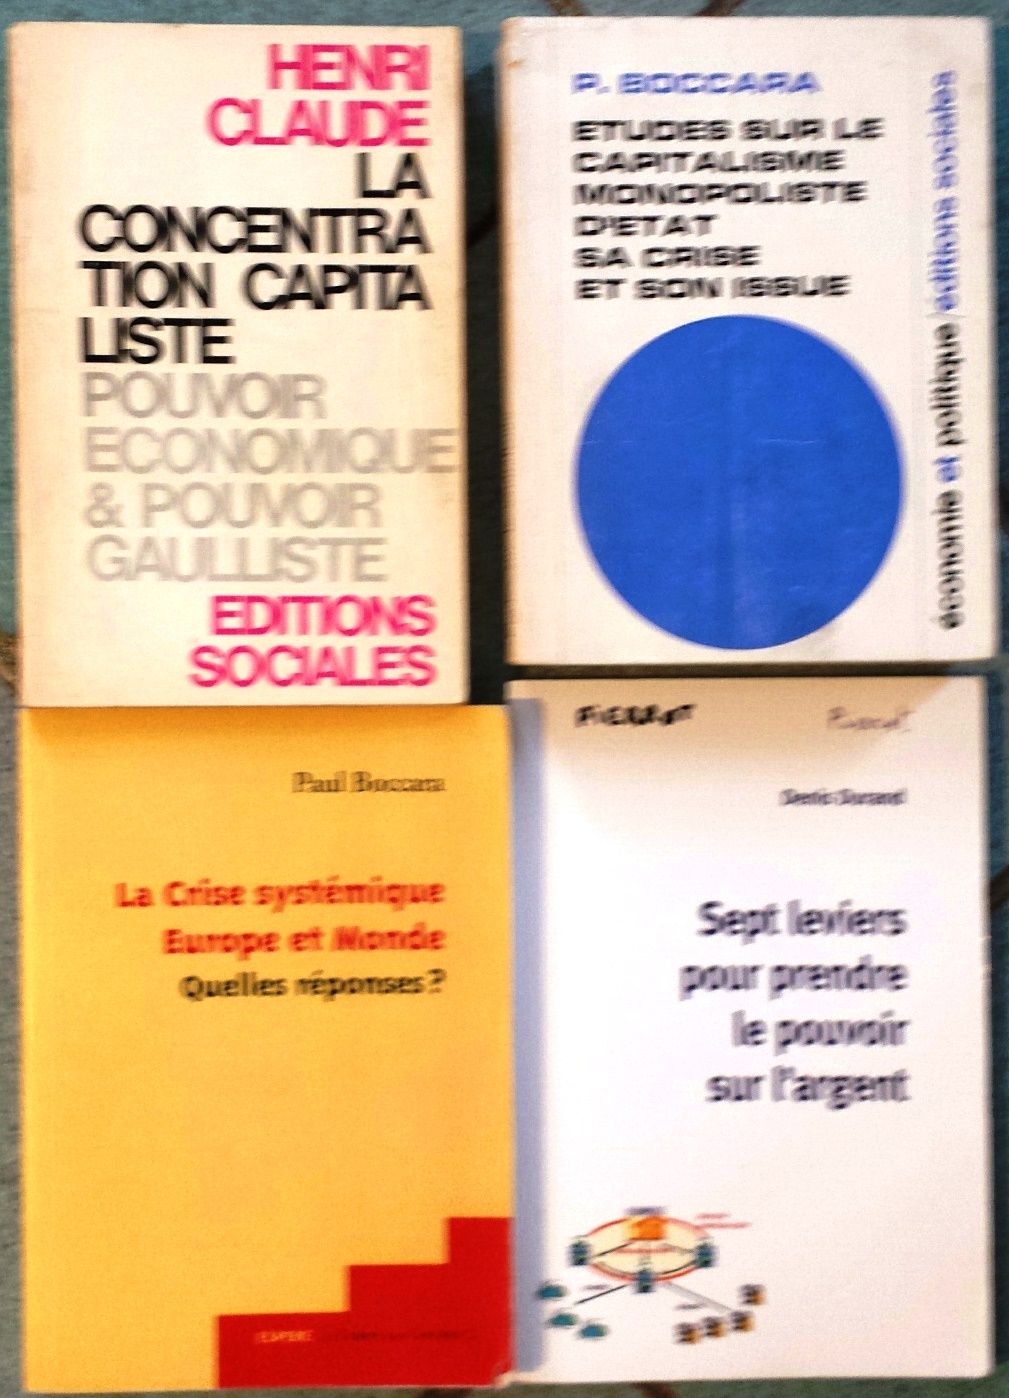 HENRI
CLAUDE
LA
CONCENTRA
TION CAPITA
LISTE
POUVOIR
ECONOMIQUE
& POUVOIR
GAULLISTE
EDITIONS
SOCIALES
P. BOCCARA
ETUDES SUR LE
CAPITALISME
MONOPOLISTE
D'ETAT
SA CRISE
ET SON ISSUE
économie et politique/editions sociales
Paul Boccara
La Crise systémique
Europe et Monde
Quelles réponses?
PIERROT
Denis Durand
Sept leviers
pour prendre
le pouvoir
sur l'argent